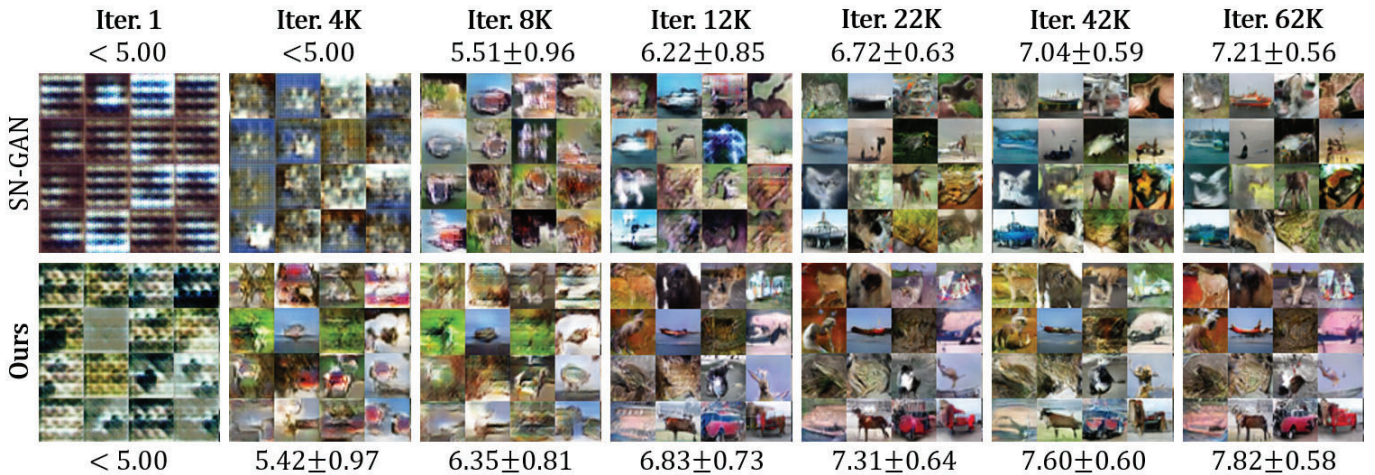 Iter. 1 Iter. 4K Iter. 8K Iter. 12K Iter. 22K Iter. 42K Iter. 62K
< 5.00 <5.00 5.51±0.96 6.22±0.85 6.72±0.63 7.04±0.59 7.21±0.56
SN-GAN
Ours
< 5.00 5.42±0.97 6.35±0.81 6.83±0.73 7.31±0.64 7.60±0.60 7.82±0.58